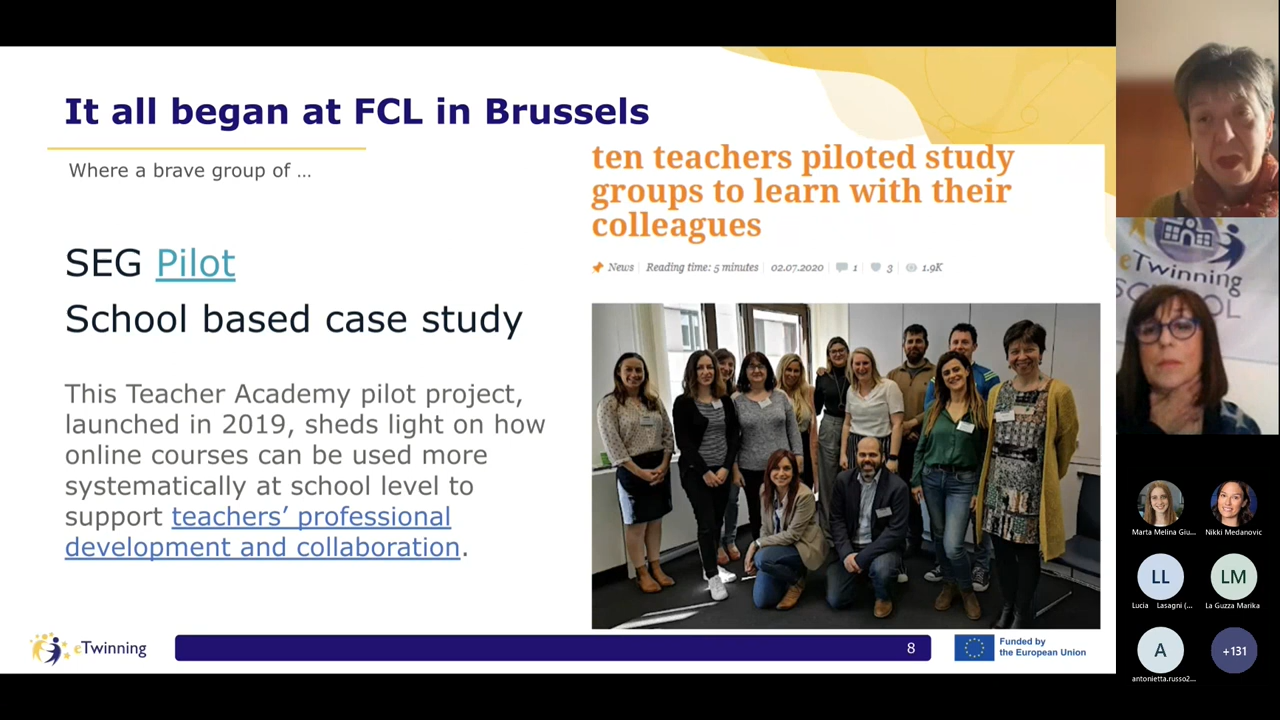 It all began at FCL in Brussels
Where a brave group of ...
SEG Pilot
School based case study
This Teacher Academy pilot project,
launched in 2019, sheds light on how
online courses can be used more
systematically at school level to
support teachers’ professional
development and collaboration.
ten teachers piloted study
groups to learn with their
colleagues
News Reading time: 5 minutes 02.07.2020 1 3 1.9K
eTwinning
8
Funded by
the European Union
eTwinning
SCHOOL
Marta Melina Giu... Nikki Medanovic
LL LM
Lucia Lasagni (... La Guzza Marika
A +131
antonietta.russo2...